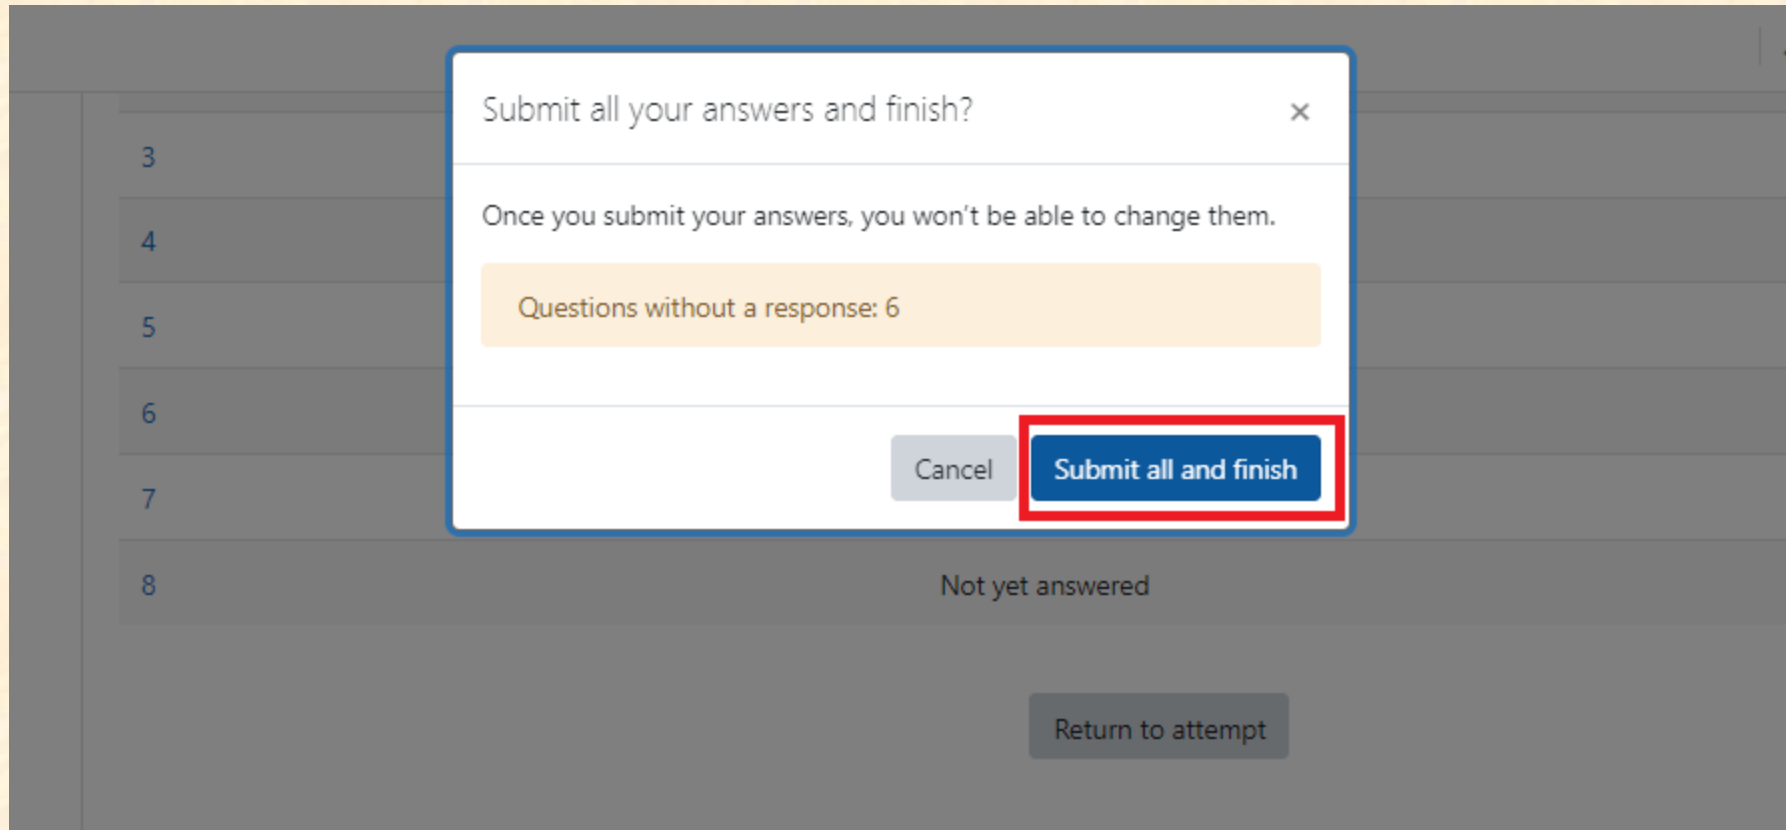 Submit all your answers and finish?
×
3
Once you submit your answers, you won't be able to change them.
4
Questions without a response: 6
5
6
Cancel
Submit all and finish
7
8
Not yet answered
Return to attempt